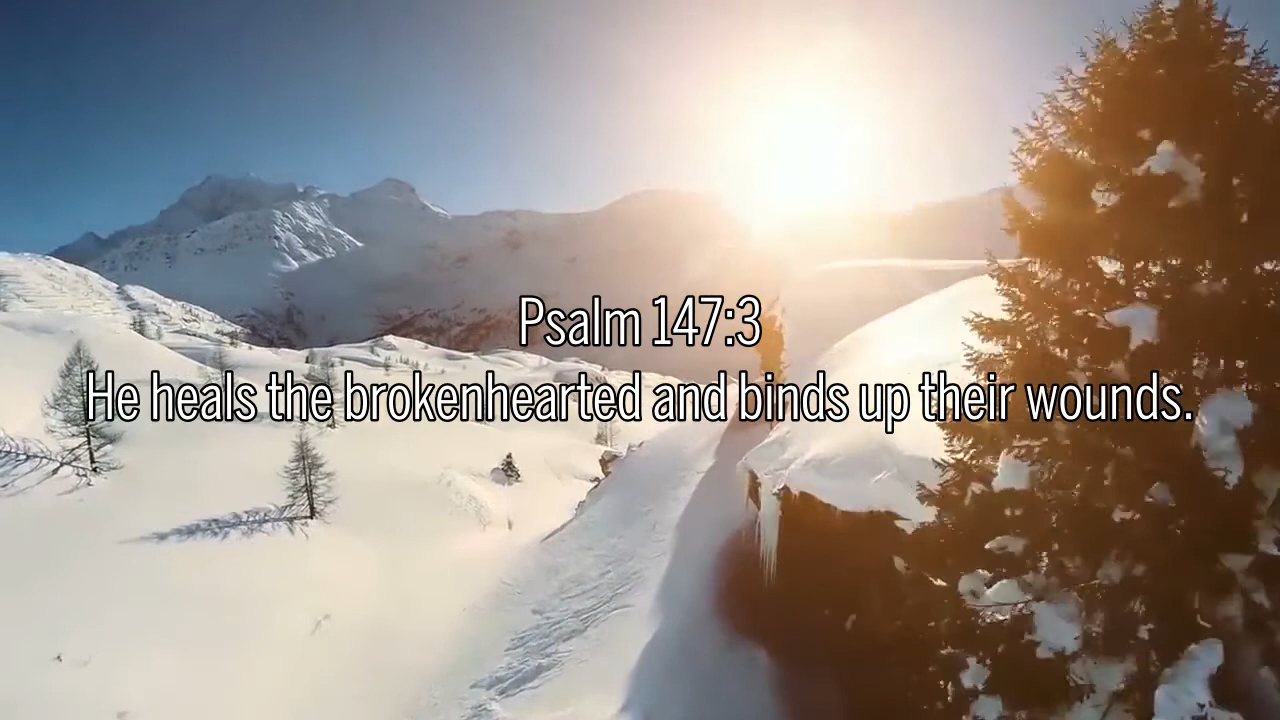 Psalm 147:3
He heals the brokenhearted and binds up their wounds.